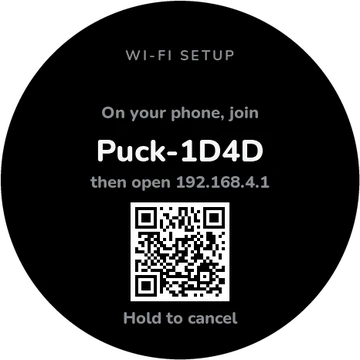 WI-FI SETUP
On your phone, join
Puck-1D4D
then open 192.168.4.1
Hold to cancel